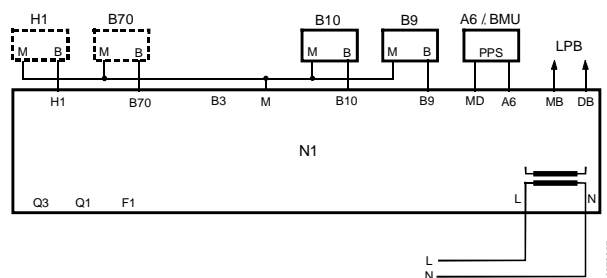 H1 B70 B10 B9 A6 / BMU
M B M B M B M B PPS LPB
H1 B70 B3 M B10 B9 MD A6 MB DB
N1
L N
Q3 Q1 F1
L
N